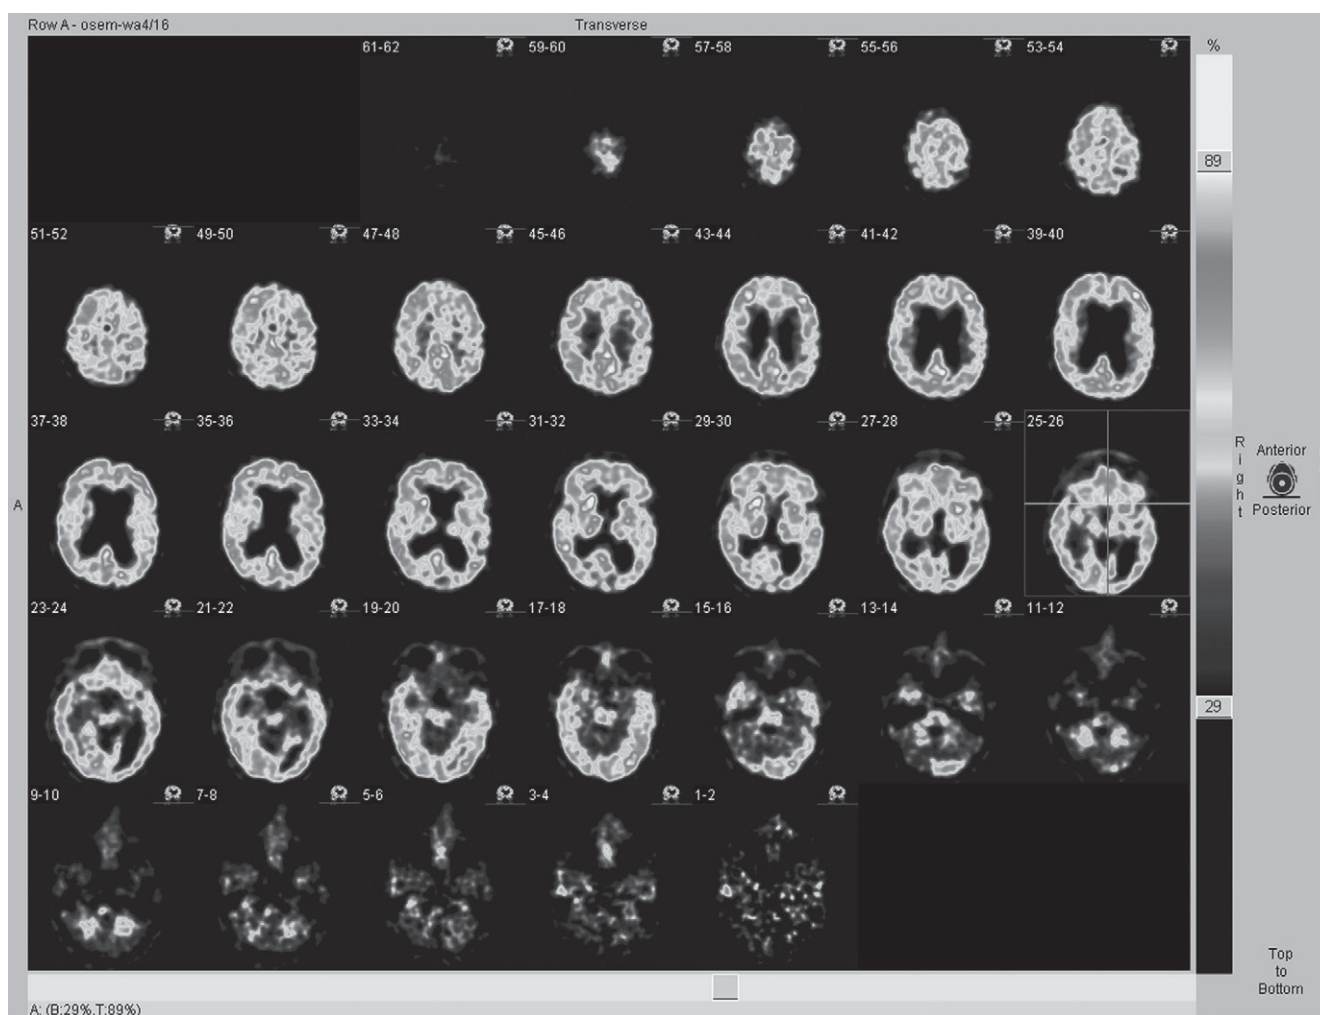 Row A - osem-wa4/16 Transverse
61-62 59-60 57-58 55-56 53-54 %
89
51-52 49-50 47-48 45-46 43-44 41-42 39-40
37-38 35-36 33-34 31-32 29-30 27-28 25-26
Right
Anterior
A
Posterior
23-24 21-22 19-20 17-18 15-16 13-14 11-12
29
9-10 7-8 5-6 3-4 1-2
Top
to
Bottom
A: (B:29%,T:89%)